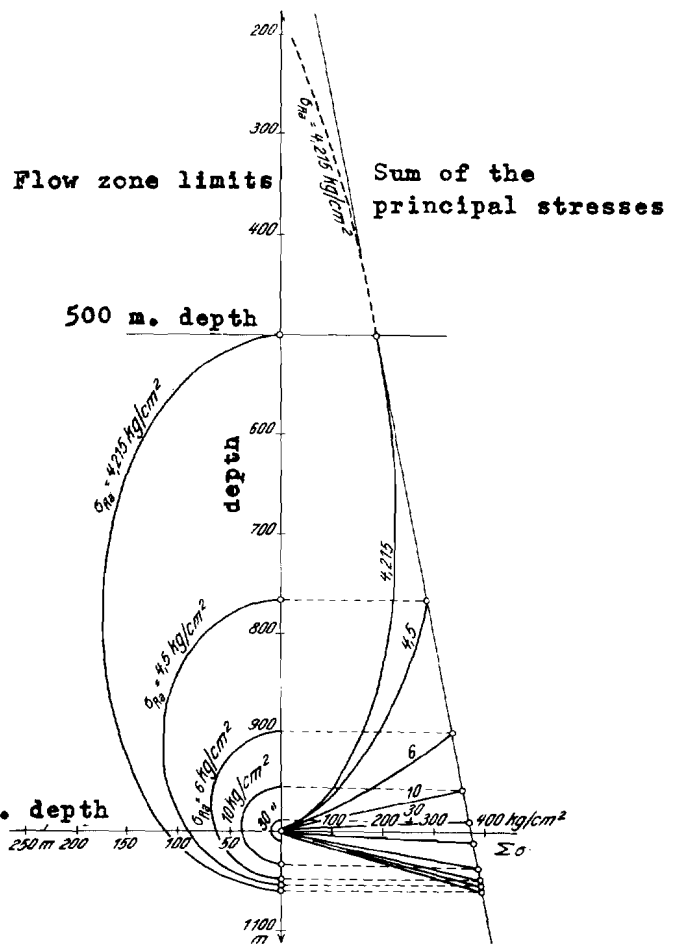 200
σRa = 4,215 kg/cm²
300
Flow zone limits
Sum of the
principal stresses
400
500 m. depth
σRa = 4,215 kg/cm²
600
depth
700
4,215
σRa = 4,5 kg/cm²
800
4,5
900
σRa = 6 kg/cm²
10 kg/cm²
30 "
6
10
30
. depth
250 m 200 150 100 50
100 200 300 400 kg/cm²
Σσ
1100
m